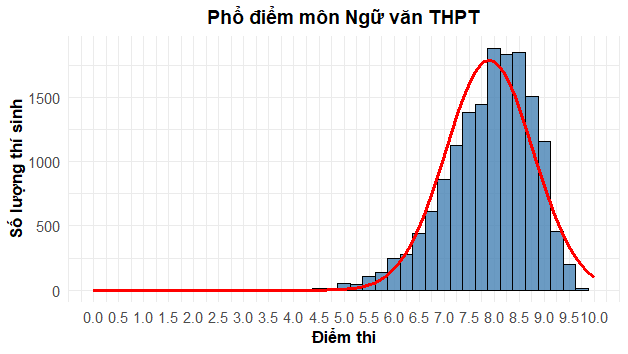 Phổ điểm môn Ngữ văn THPT
Số lượng thí sinh
1500
1000
500
0
0.0 0.5 1.0 1.5 2.0 2.5 3.0 3.5 4.0 4.5 5.0 5.5 6.0 6.5 7.0 7.5 8.0 8.5 9.0 9.5 10.0
Điểm thi